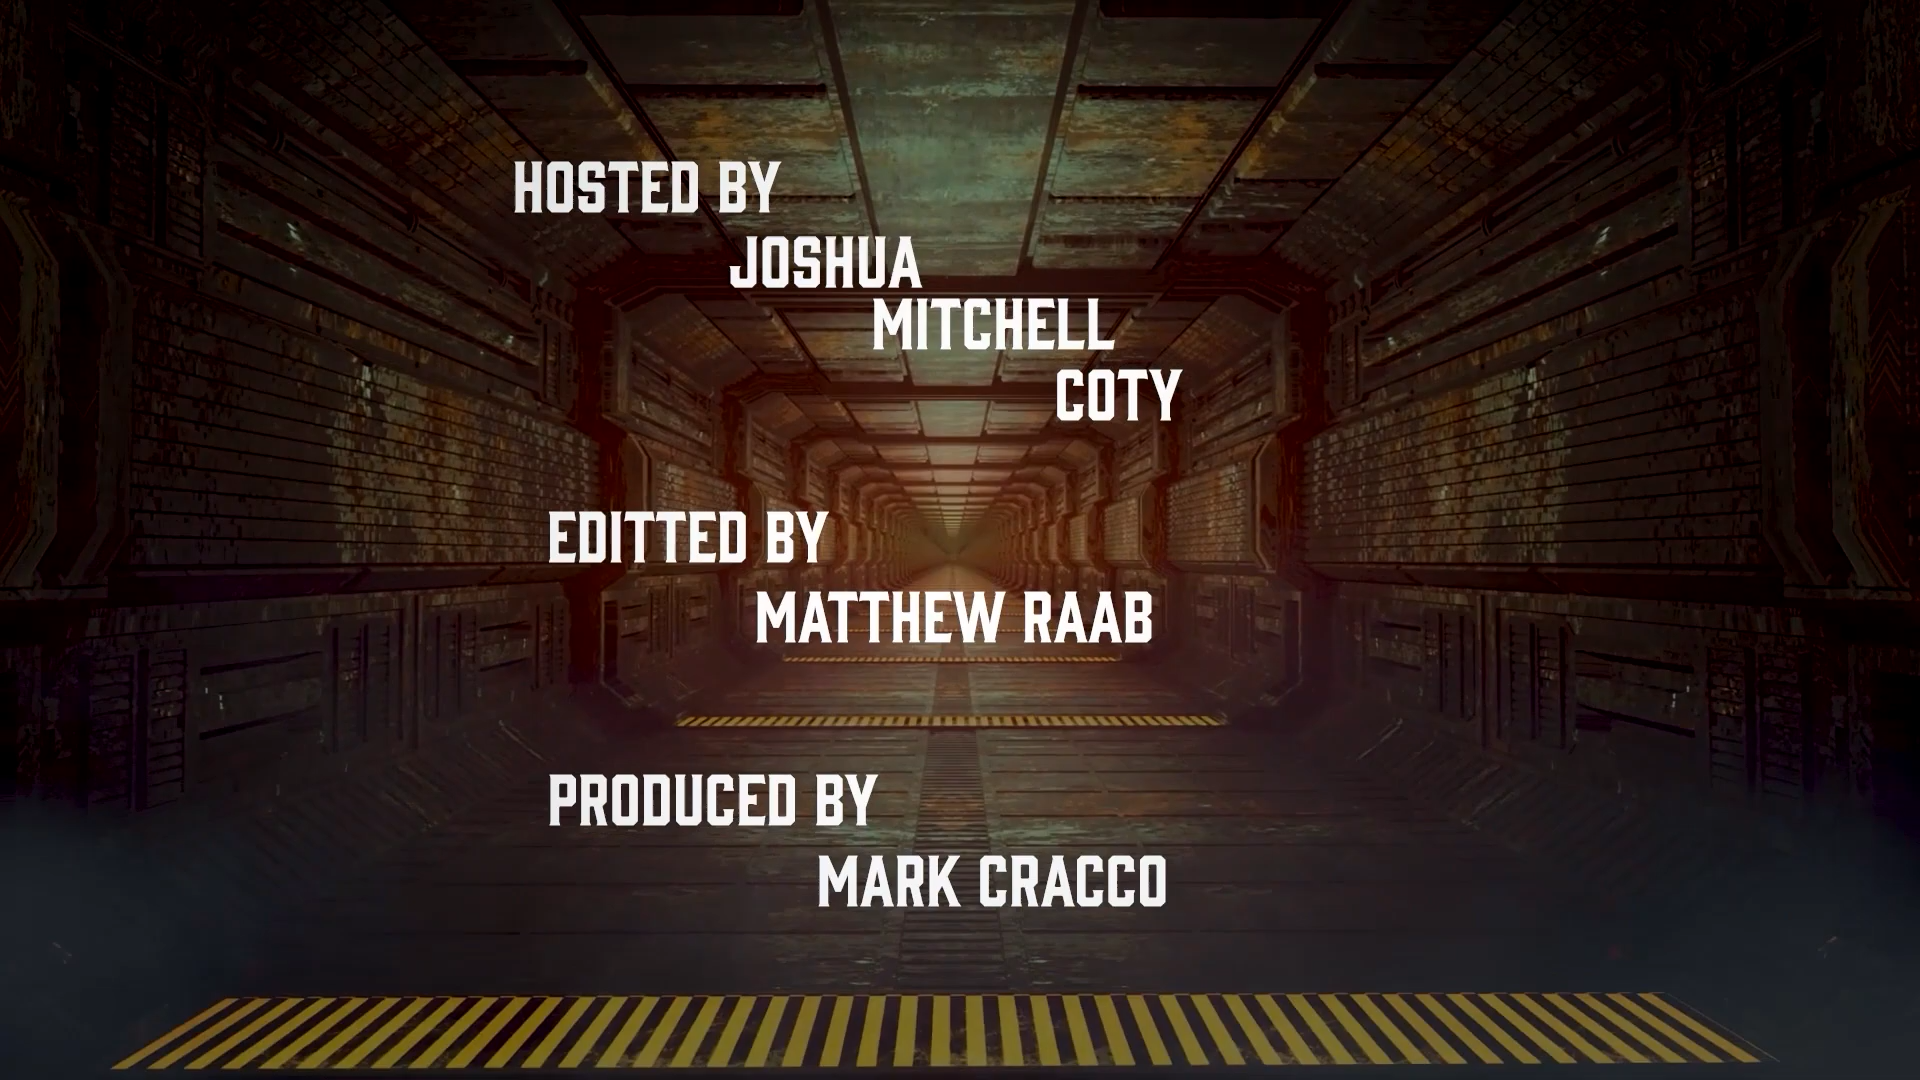 HOSTED BY
JOSHUA
MITCHELL
COTY
EDITTED BY
MATTHEW RAAB
PRODUCED BY
MARK CRACCO